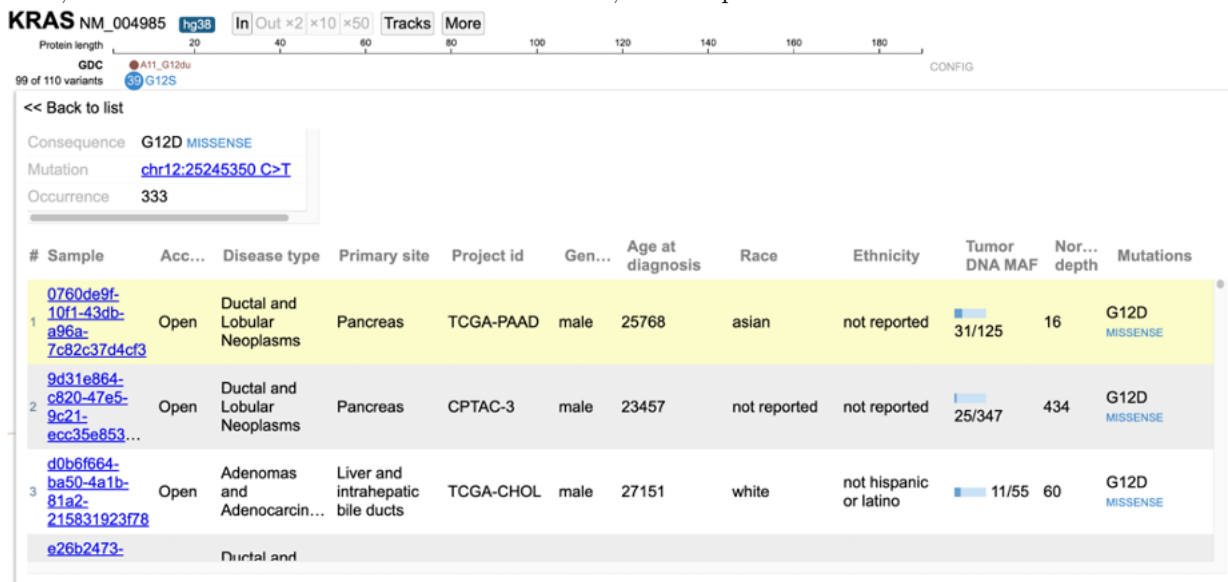 KRAS NM_004985 hg38 In Out ×2 ×10 ×50 Tracks More
Protein length 20 40 60 80 100 120 140 160 180
GDC A11_G12du CONFIG
99 of 110 variants 39 G12S
<< Back to list
Consequence G12D MISSENSE
Mutation chr12:25245350 C>T
Occurrence 333
# Sample Acc... Disease type Primary site Project id Gen... Age at diagnosis Race Ethnicity Tumor DNA MAF Nor... depth Mutations
1 0760de9f-10f1-43db-a96a-7c82c37d4cf3 Open Ductal and Lobular Neoplasms Pancreas TCGA-PAAD male 25768 asian not reported 31/125 16 G12D MISSENSE
2 9d31e864-c820-47e5-9c21-ecc35e853... Open Ductal and Lobular Neoplasms Pancreas CPTAC-3 male 23457 not reported not reported 25/347 434 G12D MISSENSE
3 d0b6f664-ba50-4a1b-81a2-215831923f78 Open Adenomas and Adenocarcin... Liver and intrahepatic bile ducts TCGA-CHOL male 27151 white not hispanic or latino 11/55 60 G12D MISSENSE
e26b2473- Ductal and